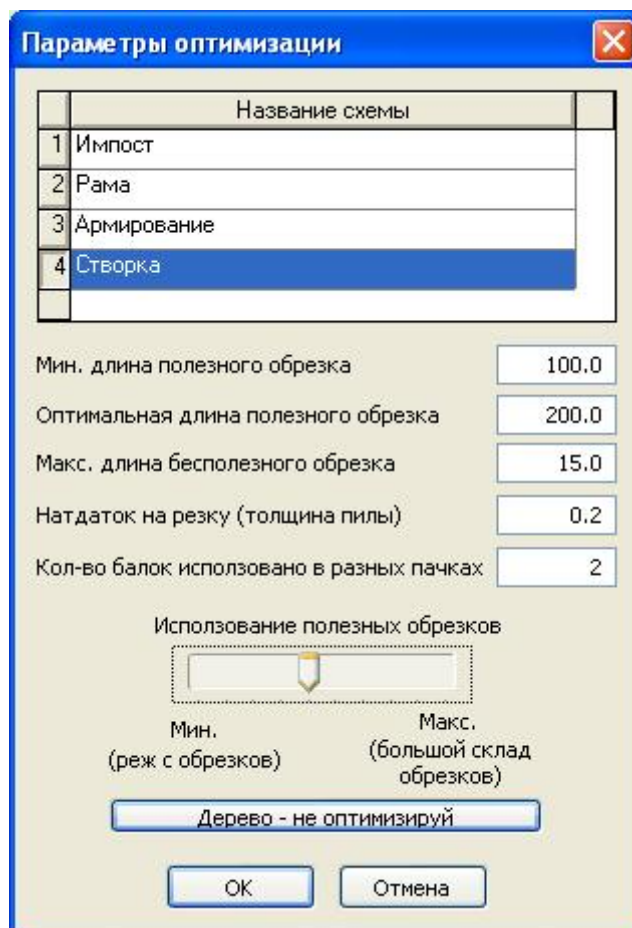 Параметры оптимизации
Название схемы
1 Импост
2 Рама
3 Армирование
4 Створка
Мин. длина полезного обрезка 100.0
Оптимальная длина полезного обрезка 200.0
Макс. длина бесполезного обрезка 15.0
Натдаток на резку (толщина пилы) 0.2
Кол-во балок исползовано в разных пачках 2
Исползование полезных обрезков
Мин. Макс.
(реж с обрезков) (большой склад
обрезков)
Дерево - не оптимизируй
ОК Отмена